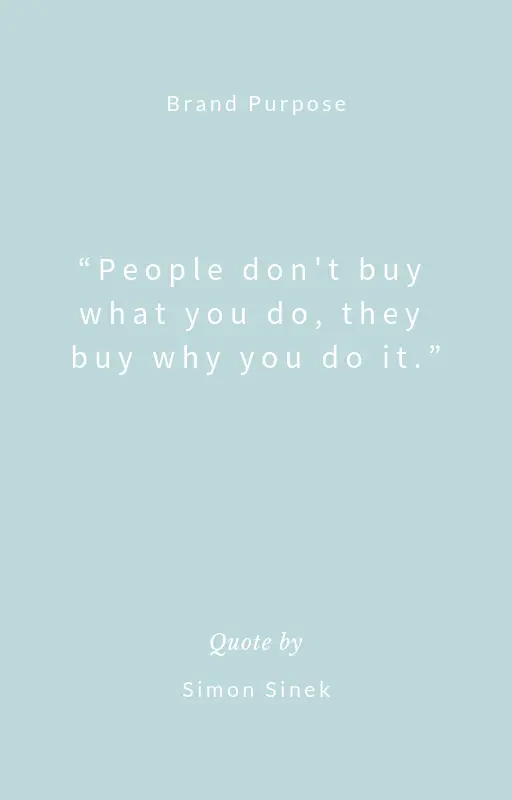 Brand Purpose
“People don't buy
what you do, they
buy why you do it.”
Quote by
Simon Sinek